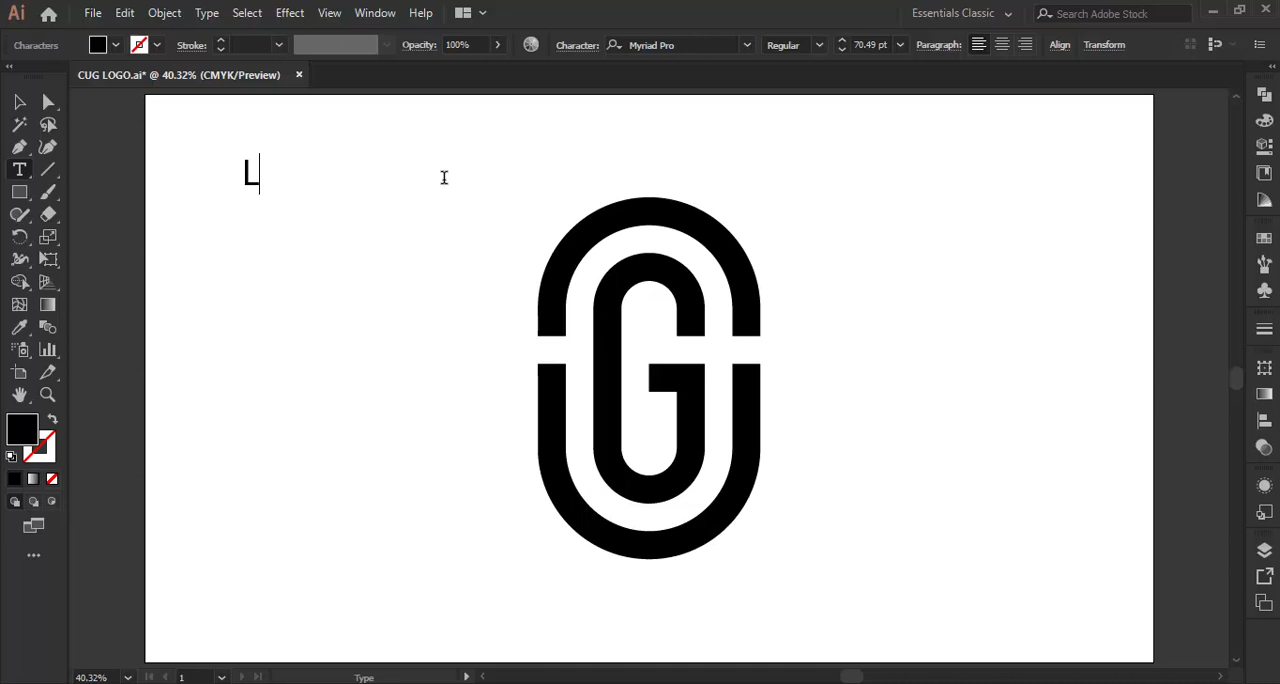 Ai File Edit Object Type Select Effect View Window Help Essentials Classic Search Adobe Stock
Characters Stroke: Opacity: 100% Character: Myriad Pro Regular 70.49 pt Paragraph: Align Transform
CUG LOGO.ai* @ 40.32% (CMYK/Preview)
L
G
40.32% 1 Type